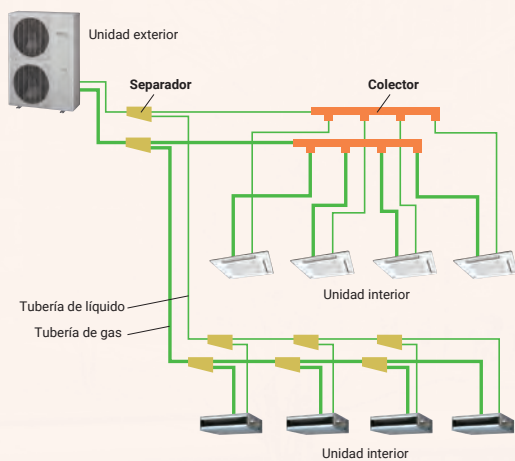 Unidad exterior
Separador
Colector
Unidad interior
Tubería de líquido
Tubería de gas
Unidad interior